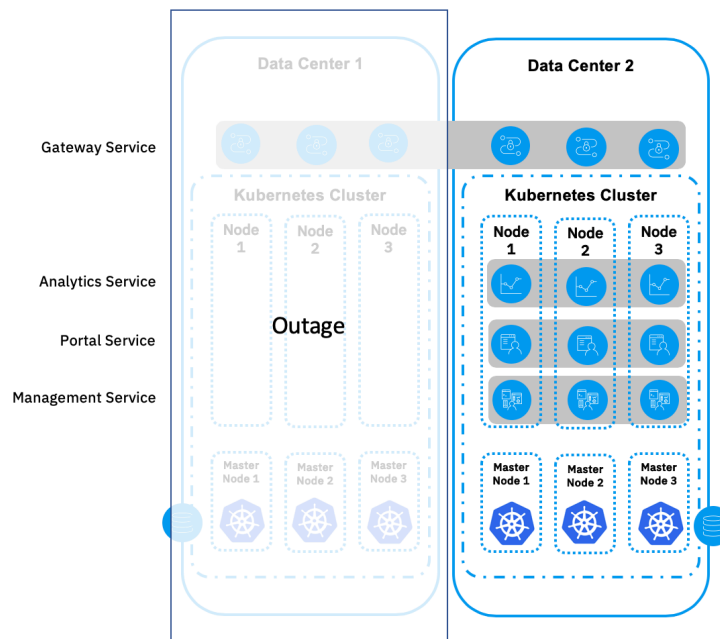 Data Center 1
Data Center 2
Gateway Service
Kubernetes Cluster
Kubernetes Cluster
Node
1
Node
2
Node
3
Node
1
Node
2
Node
3
Analytics Service
Outage
Portal Service
Management Service
Master
Node 1
Master
Node 2
Master
Node 3
Master
Node 1
Master
Node 2
Master
Node 3